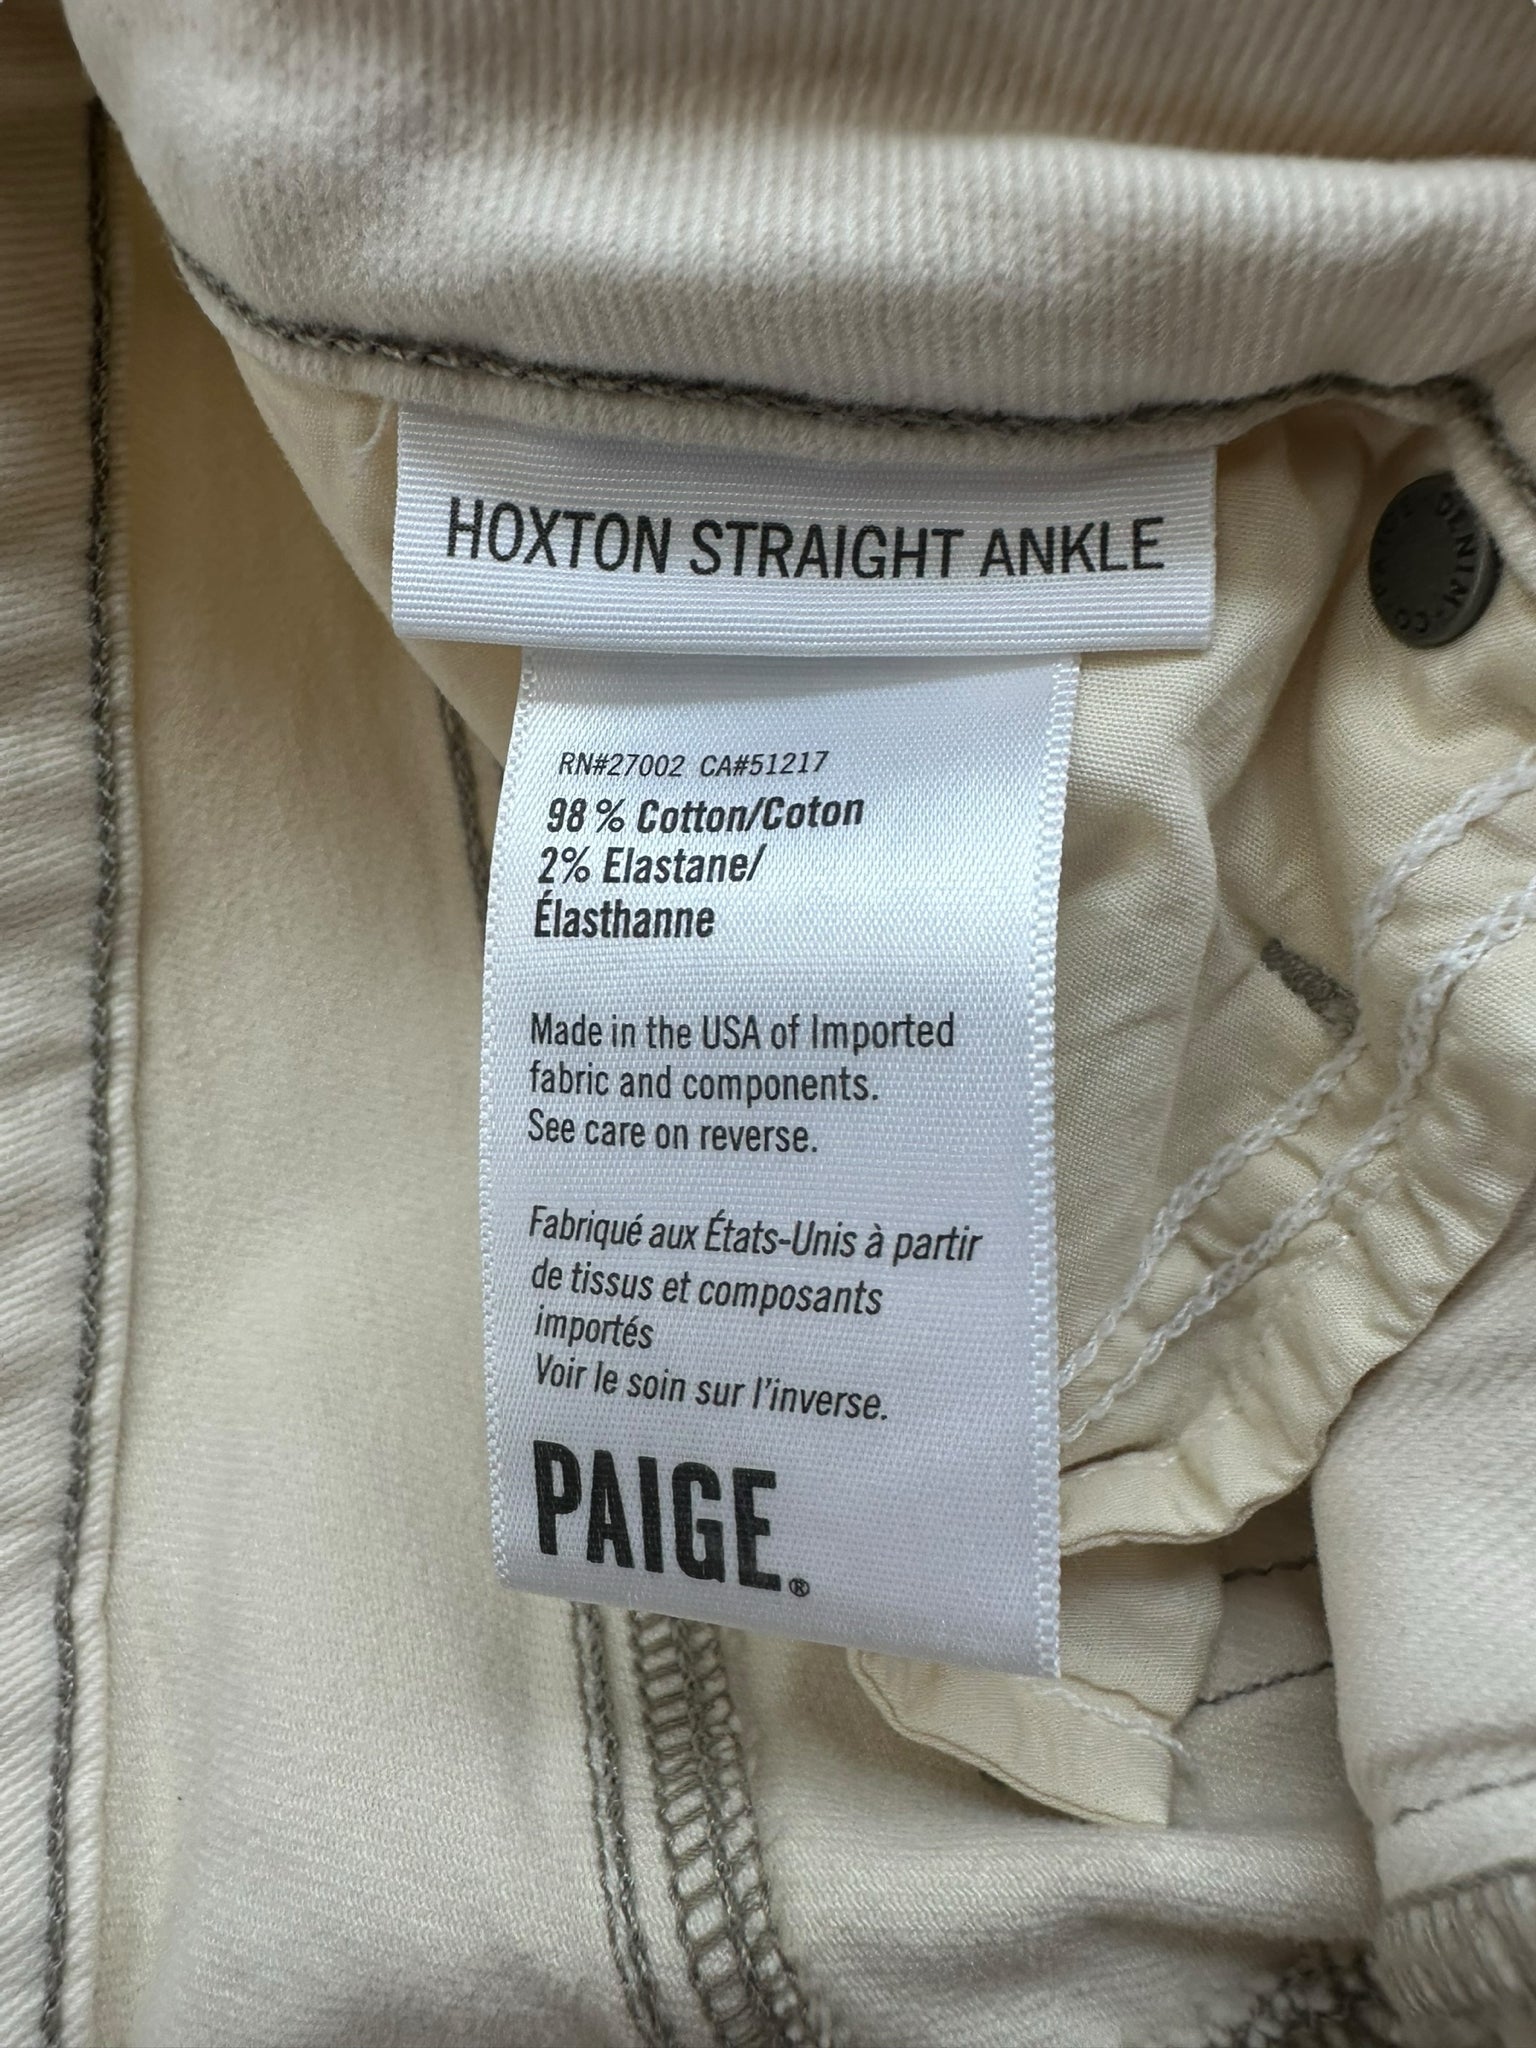 HOXTON STRAIGHT ANKLE
RN#27002 CA#51217
98 % Cotton/Coton
2% Elastane/
Élasthanne
Made in the USA of Imported
fabric and components.
See care on reverse.
Fabriqué aux États-Unis à partir
de tissus et composants
importés
Voir le soin sur l'inverse.
PAIGE®